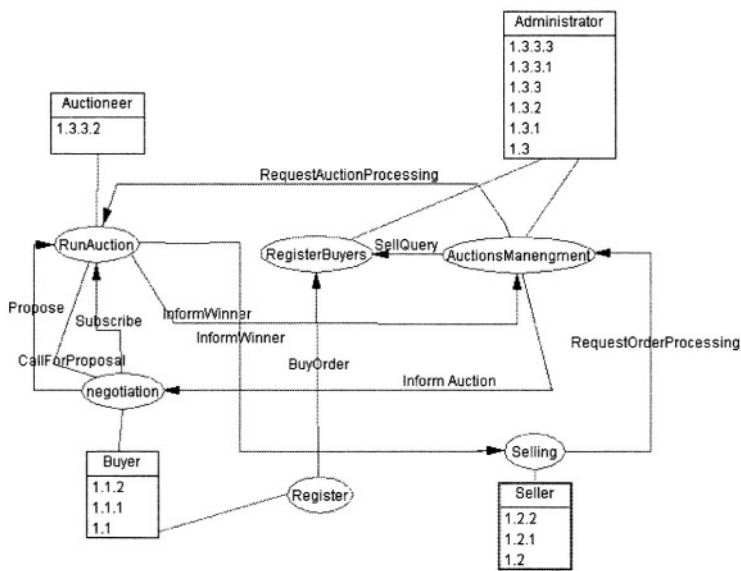 Administrator
1.3.3.3
1.3.3.1
1.3.3
1.3.2
1.3.1
1.3
Auctioneer
1.3.3.2
RequestAuctionProcessing
RunAuction
RegisterBuyers
SellQuery
AuctionsManengment
Propose
Subscribe
InformWinner
InformWinner
CallForProposal
BuyOrder
RequestOrderProcessing
negotiation
Inform Auction
Buyer
1.1.2
1.1.1
1.1
Register
Selling
Seller
1.2.2
1.2.1
1.2